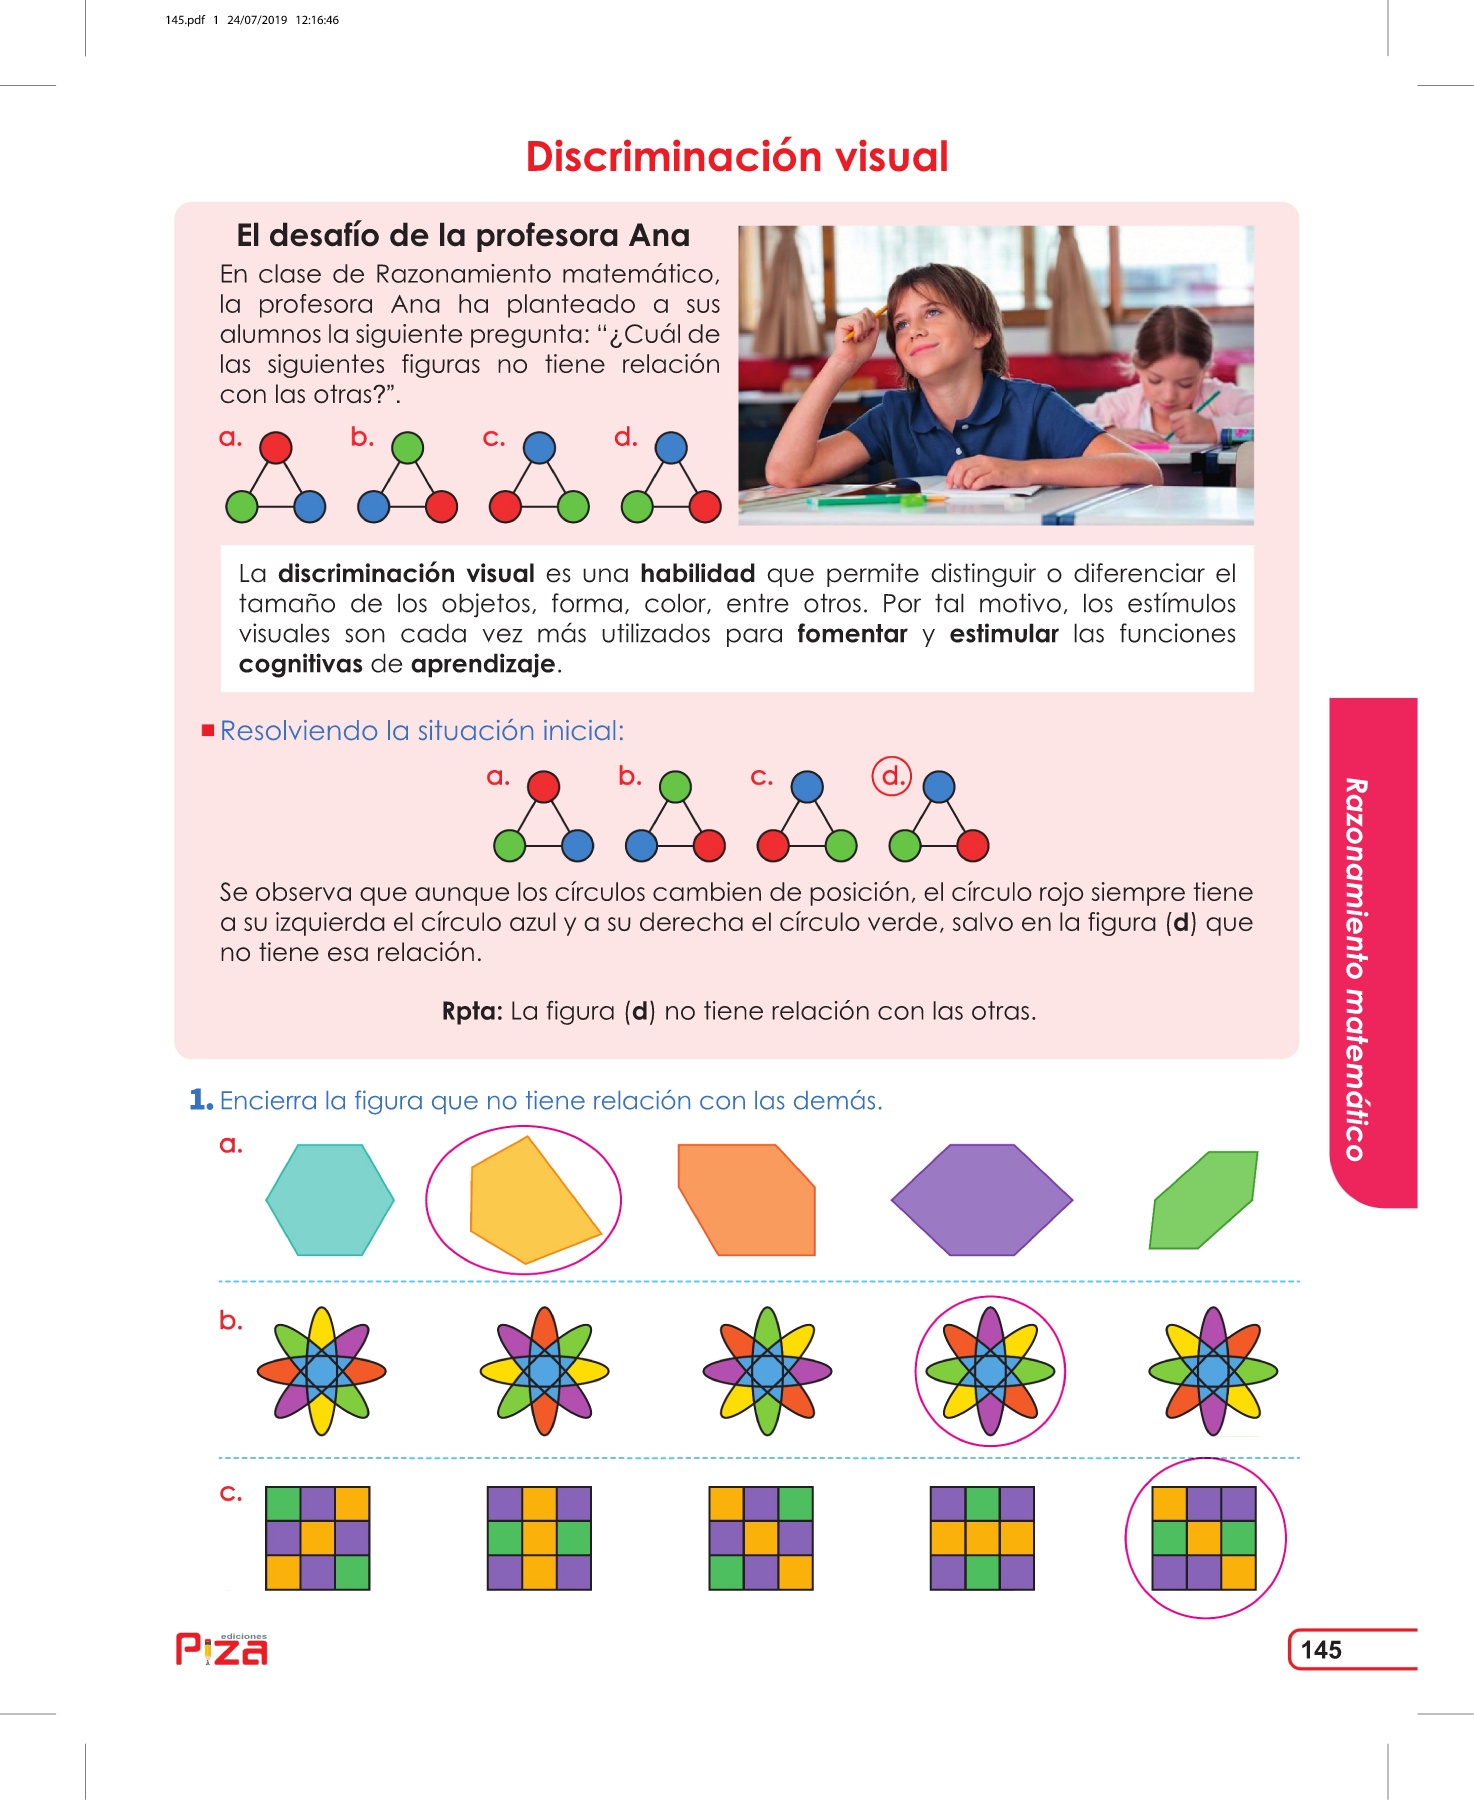 145.pdf 1 24/07/2019 12:16:46
Discriminación visual
El desafío de la profesora Ana
En clase de Razonamiento matemático,
la profesora Ana ha planteado a sus
alumnos la siguiente pregunta: “¿Cuál de
las siguientes figuras no tiene relación
con las otras?”.
a. b. c. d.
La discriminación visual es una habilidad que permite distinguir o diferenciar el
tamaño de los objetos, forma, color, entre otros. Por tal motivo, los estímulos
visuales son cada vez más utilizados para fomentar y estimular las funciones
cognitivas de aprendizaje.
Resolviendo la situación inicial:
a. b. c. d.
Se observa que aunque los círculos cambien de posición, el círculo rojo siempre tiene
a su izquierda el círculo azul y a su derecha el círculo verde, salvo en la figura (d) que
no tiene esa relación.
Rpta: La figura (d) no tiene relación con las otras.
Razonamiento matemático
1. Encierra la figura que no tiene relación con las demás.
a.
b.
c.
ediciones
Piza
145